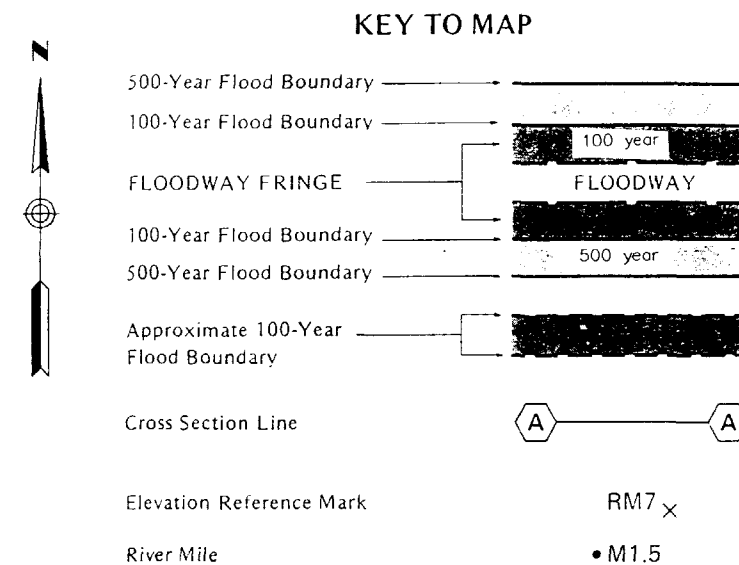 KEY TO MAP
N
500-Year Flood Boundary
100-Year Flood Boundary
100 year
FLOODWAY FRINGE
FLOODWAY
100-Year Flood Boundary
500 year
500-Year Flood Boundary
Approximate 100-Year
Flood Boundary
Cross Section Line
A
A
Elevation Reference Mark
RM7
River Mile
M1.5